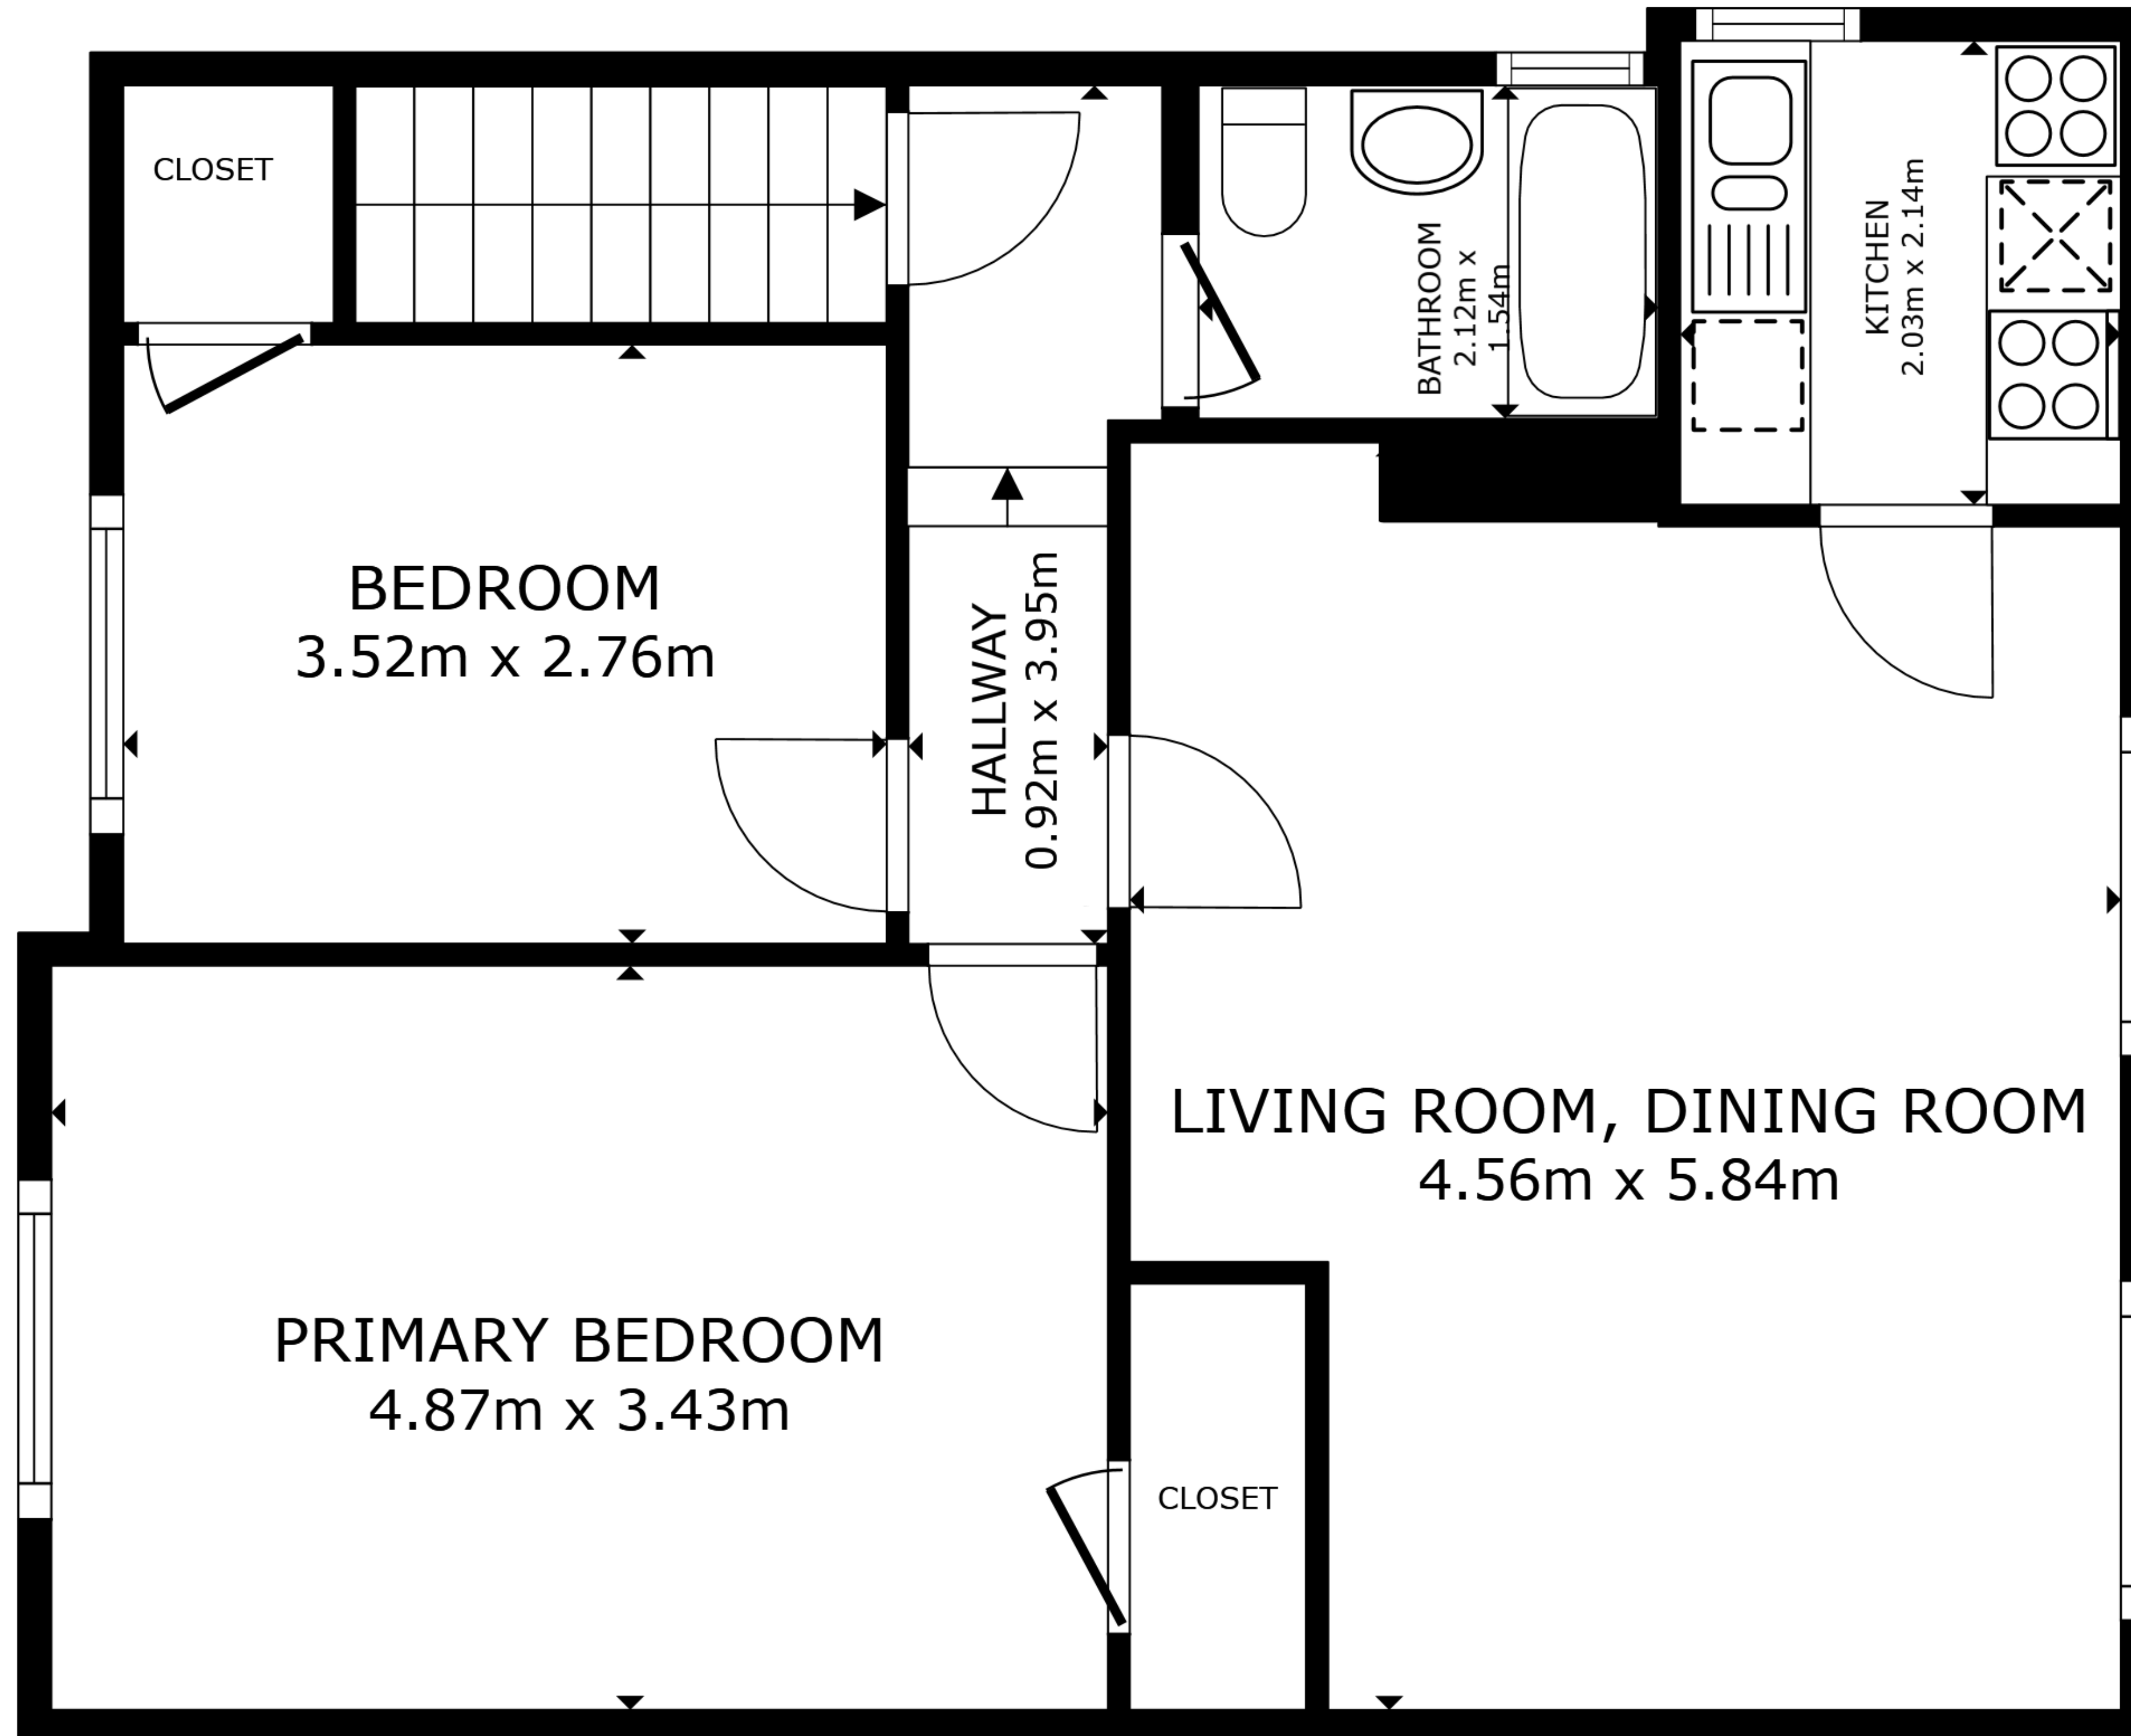 CLOSET
BATHROOM
2.12m x
1.54m
KITCHEN
2.03m x 2.14m
BEDROOM
3.52m x 2.76m
HALLWAY
0.92m x 3.95m
LIVING ROOM, DINING ROOM
4.56m x 5.84m
PRIMARY BEDROOM
4.87m x 3.43m
CLOSET